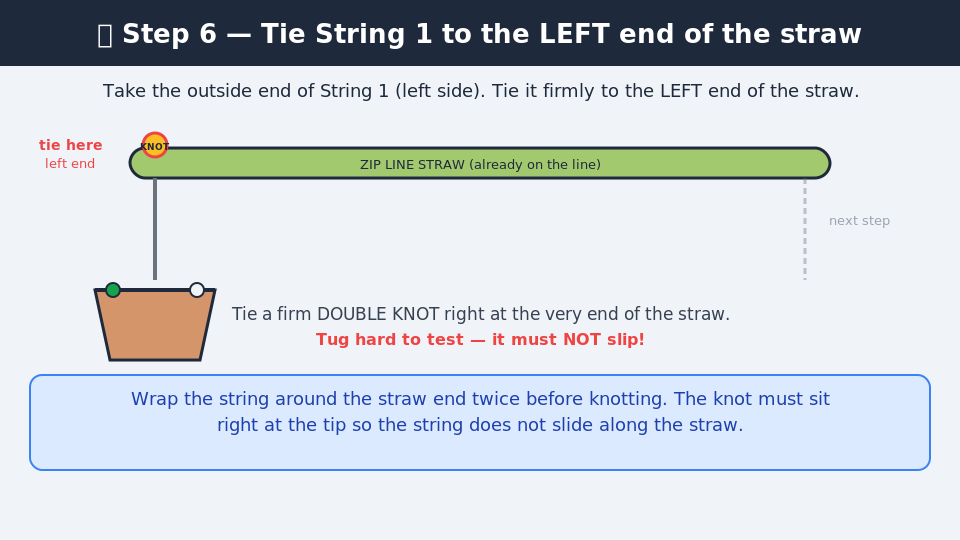 Step 6 — Tie String 1 to the LEFT end of the straw
Take the outside end of String 1 (left side). Tie it firmly to the LEFT end of the straw.
tie here
left end
KNOT
ZIP LINE STRAW (already on the line)
next step
Tie a firm DOUBLE KNOT right at the very end of the straw.
Tug hard to test — it must NOT slip!
Wrap the string around the straw end twice before knotting. The knot must sit
right at the tip so the string does not slide along the straw.